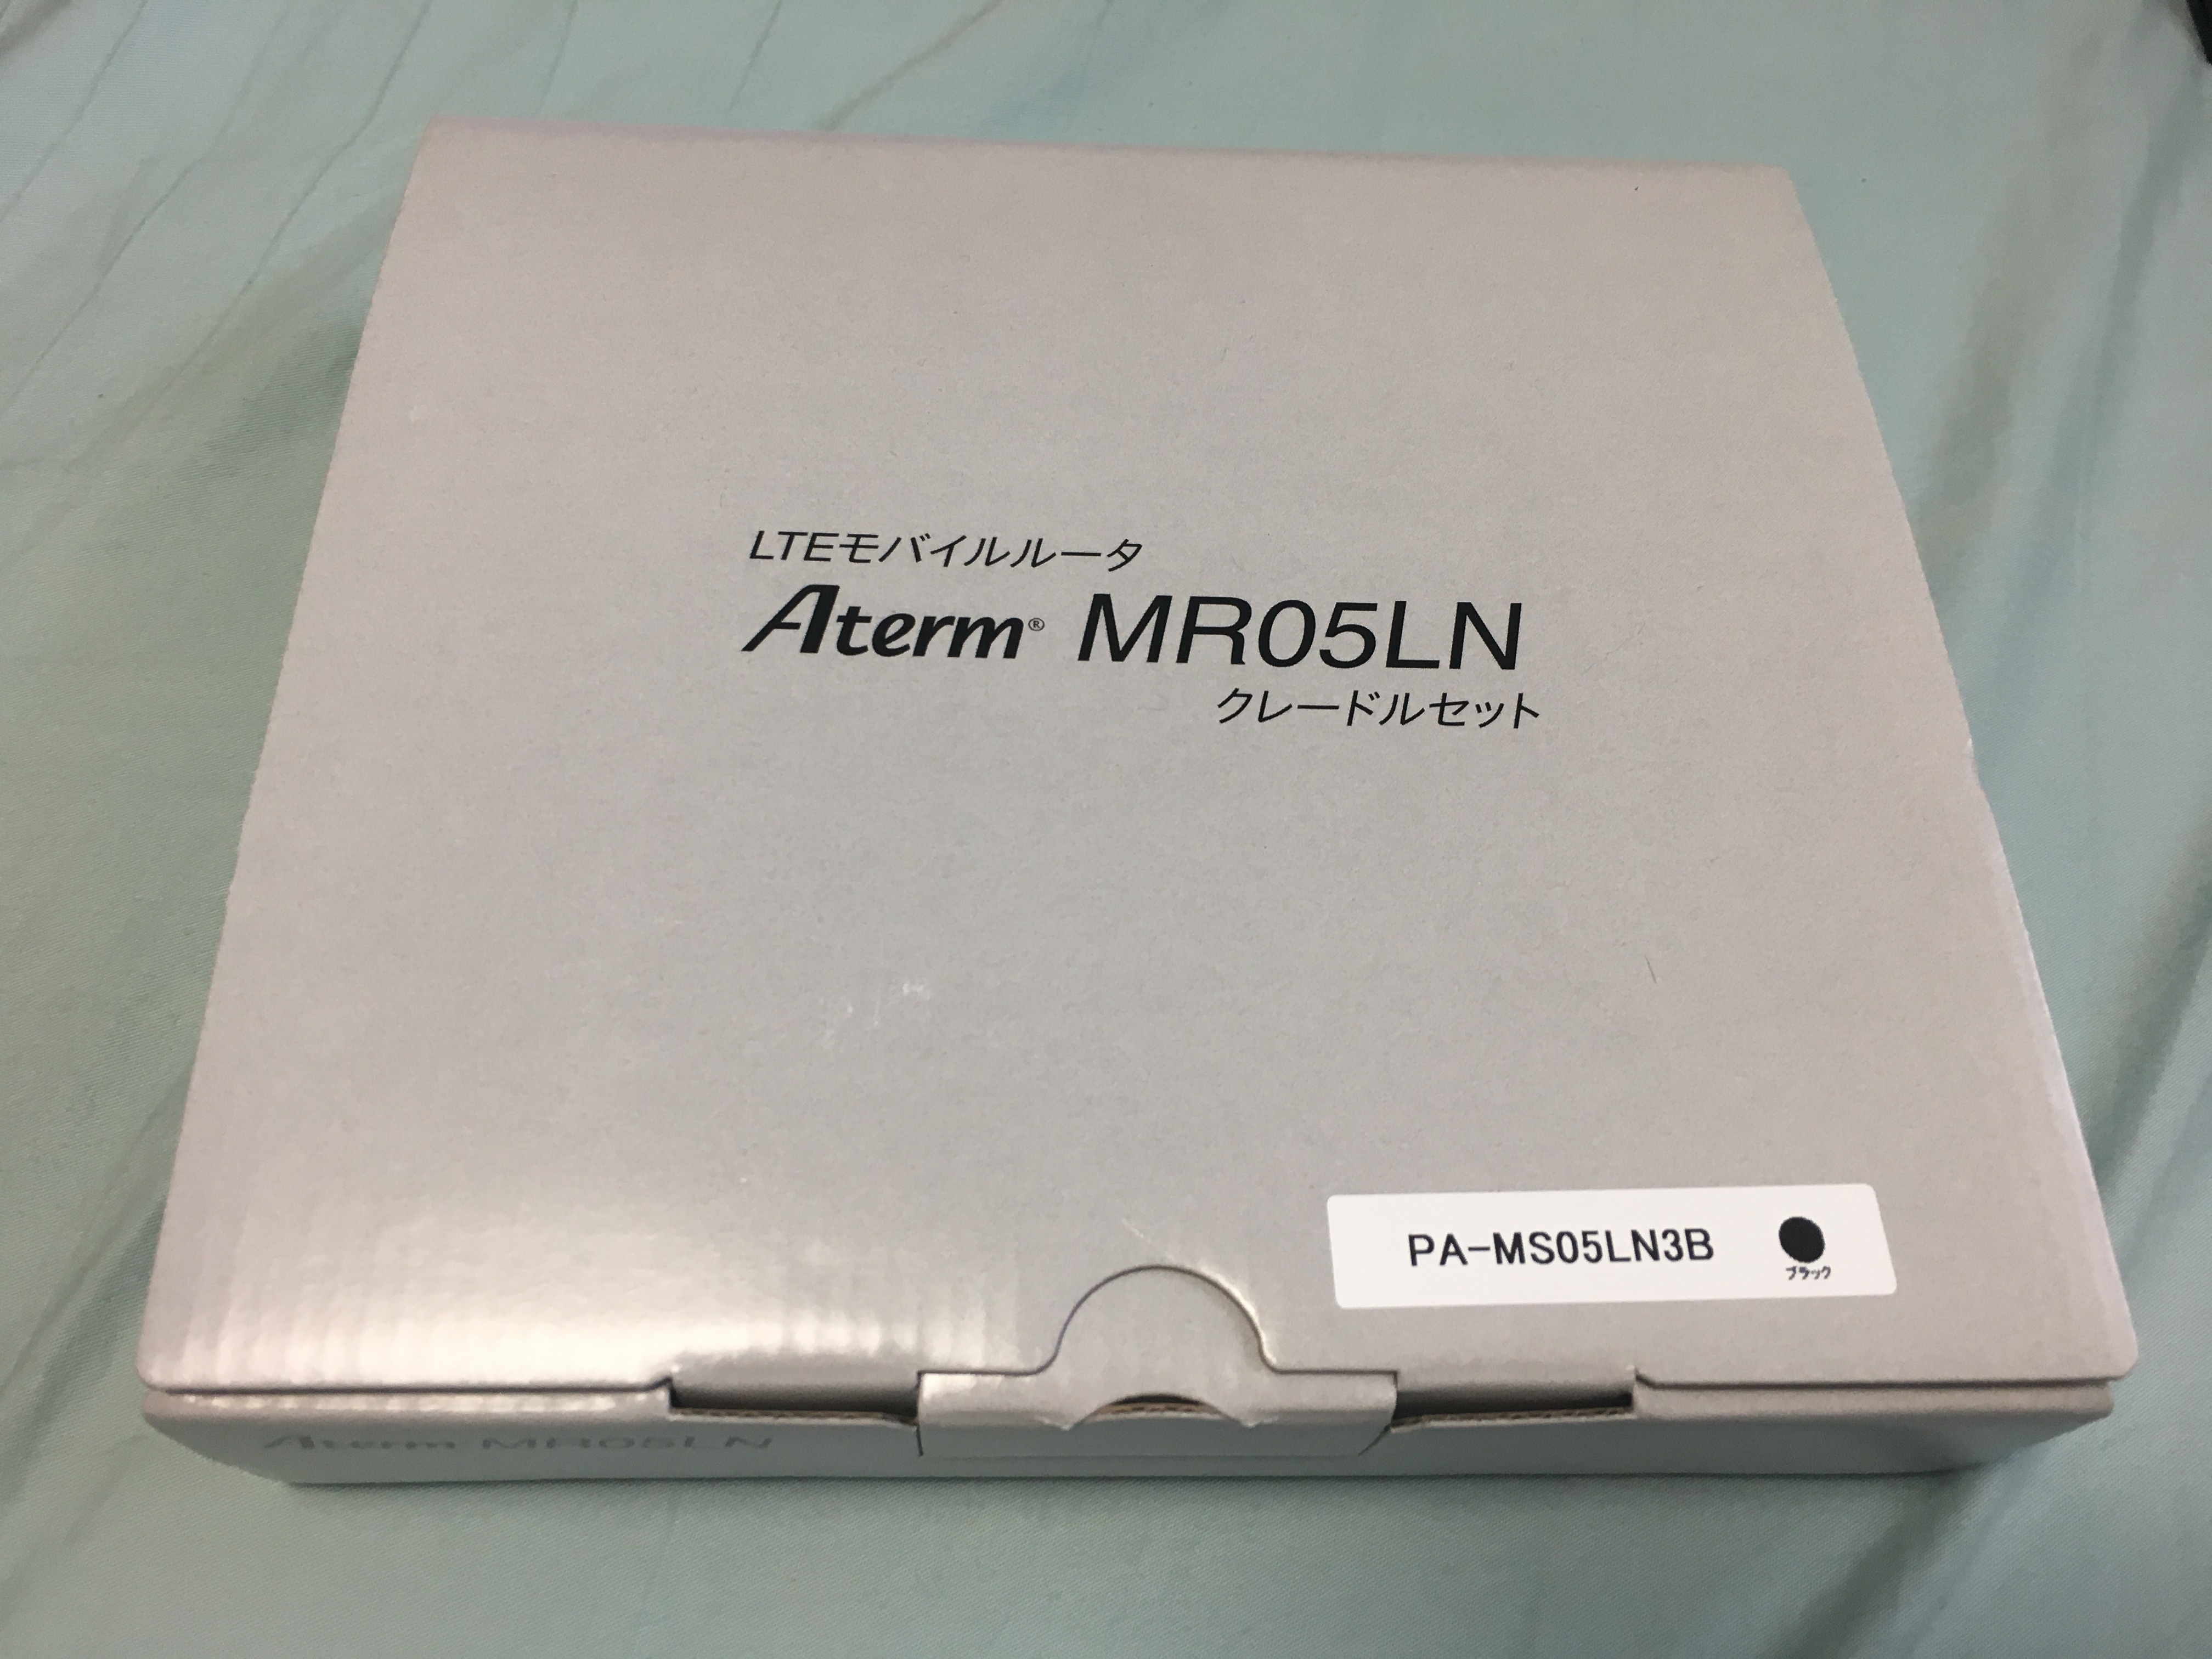 LTEモバイルルータ
Aterm® MR05LN
クレードルセット
PA-MS05LN3B
ブラック
Aterm MR05LN